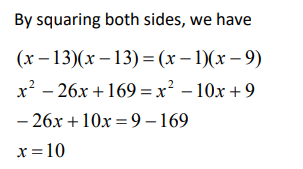 By squaring both sides, we have
(x – 13)(x – 13) = (x – 1)(x – 9)
x² – 26x + 169 = x² – 10x + 9
– 26x + 10x = 9 – 169
x = 10